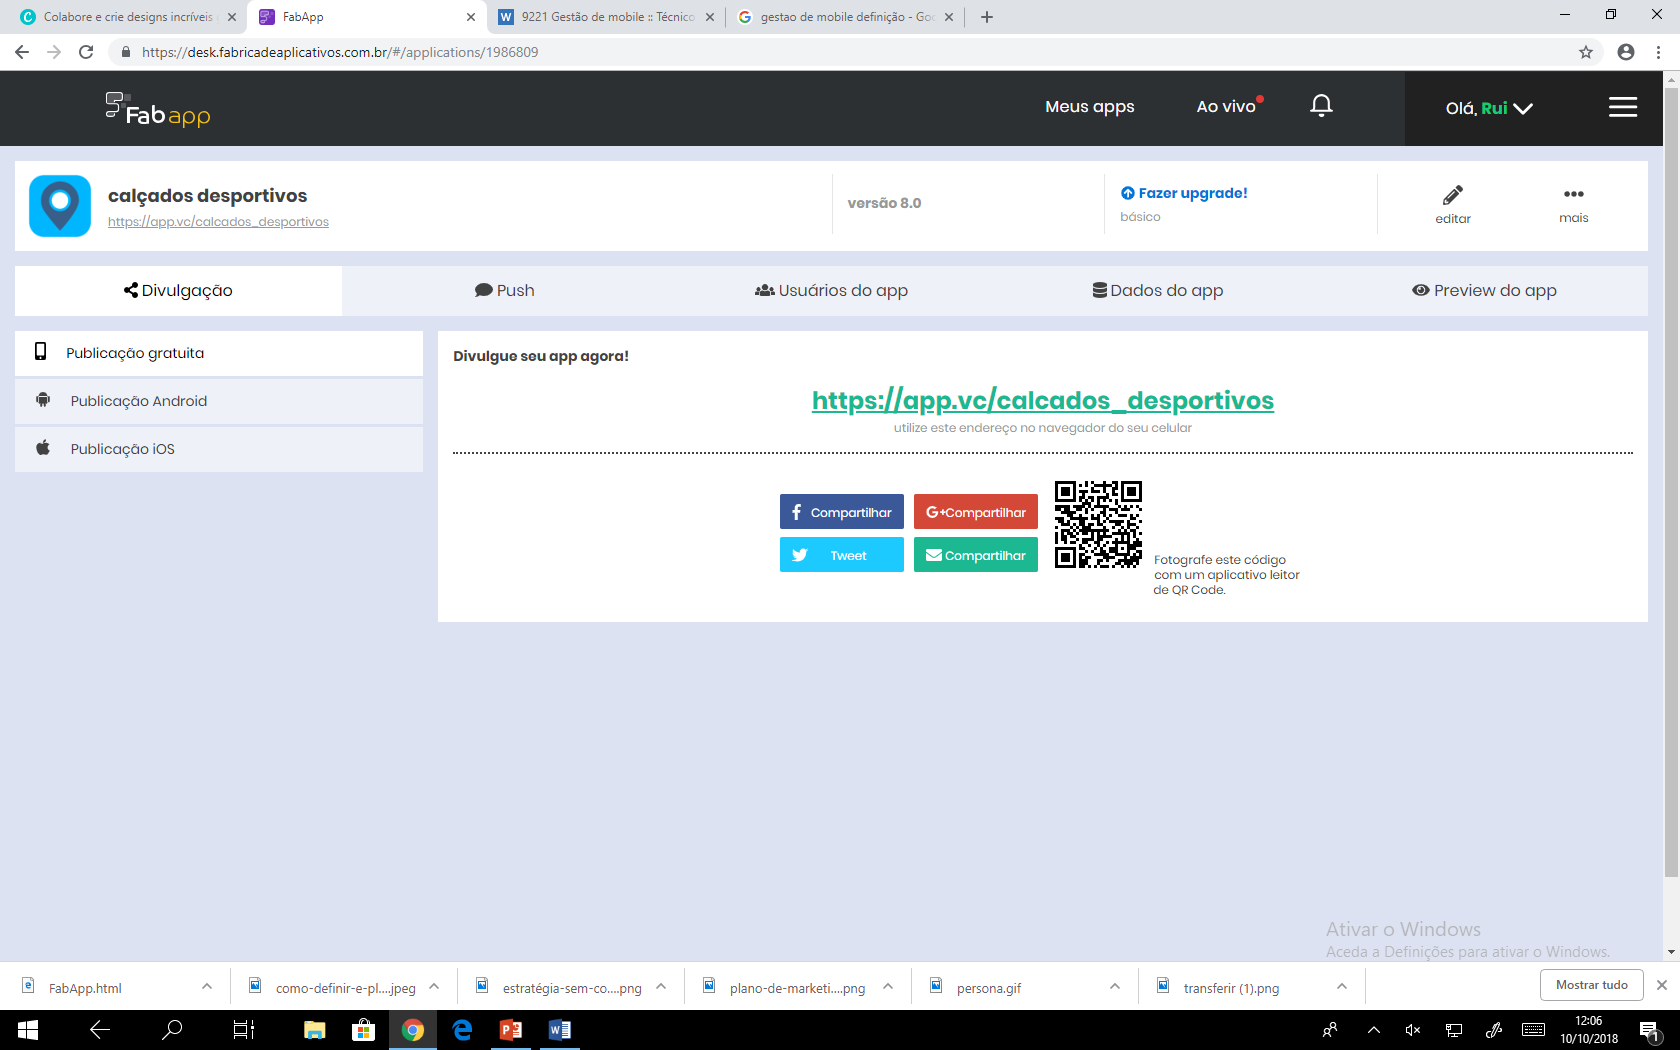 Colabore e crie designs incríveis
FabApp
9221 Gestão de mobile :: Técnico
gestao de mobile definição - Goo
https://desk.fabricadeaplicativos.com.br/#/applications/1986809
Fabapp
Meus apps
Ao vivo
Olá, Rui
calçados desportivos
https://app.vc/calcados_desportivos
versão 8.0
Fazer upgrade!
básico
editar
mais
Divulgação
Push
Usuários do app
Dados do app
Preview do app
Publicação gratuita
Publicação Android
Publicação iOS
Divulgue seu app agora!
https://app.vc/calcados_desportivos
utilize este endereço no navegador do seu celular
Compartilhar
G+Compartilhar
Tweet
Compartilhar
Fotografe este código
com um aplicativo leitor
de QR Code.
Ativar o Windows
Aceda a Definições para ativar o Windows.
FabApp.html
como-definir-e-pl....jpeg
estratégia-sem-co....png
plano-de-marketi....png
persona.gif
transferir (1).png
Mostrar tudo
12:06
10/10/2018
1